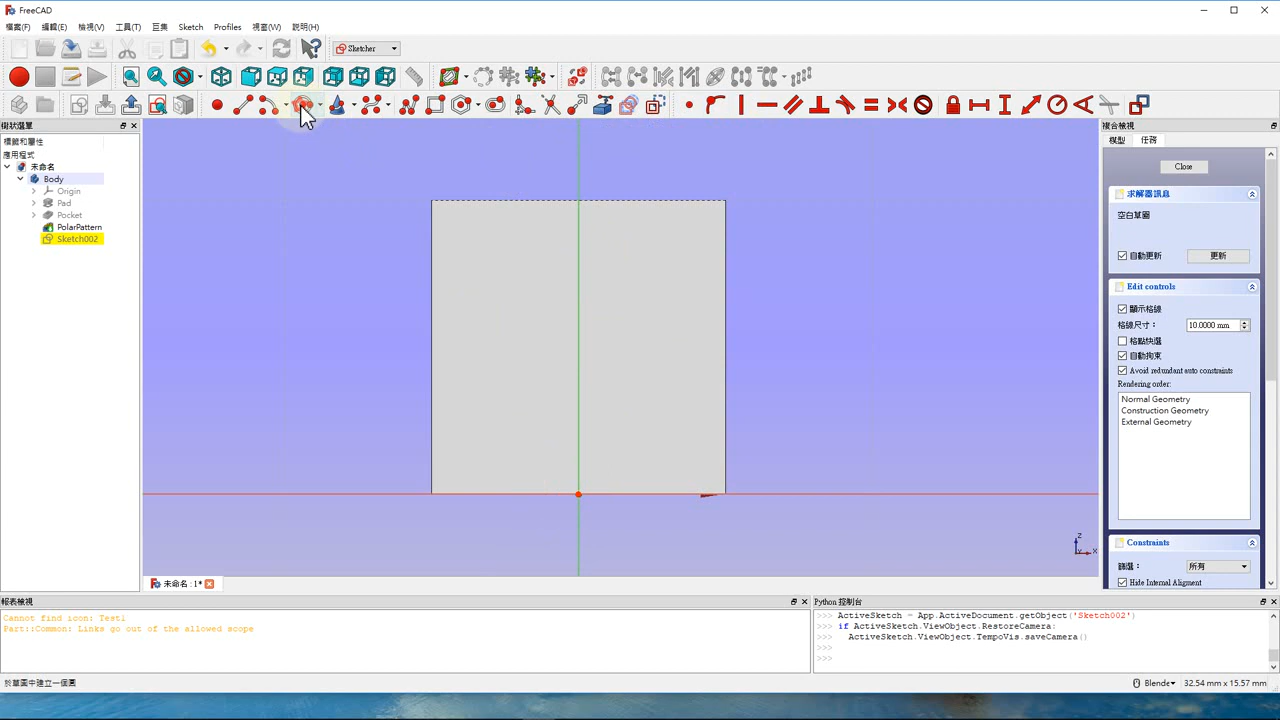 FreeCAD
檔案(F) 編輯(E) 檢視(V) 工具(T) 巨集 Sketch Profiles 視窗(W) 說明(H)
Sketcher
樹狀選單
標籤和屬性
應用程式
未命名
Body
Origin
Pad
Pocket
PolarPattern
Sketch002
複合檢視
模型 任務
Close
求解器訊息
空白草圖
自動更新 更新
Edit controls
顯示格線
格線尺寸： 10.0000 mm
格點快選
自動拘束
Avoid redundant auto constraints
Rendering order:
Normal Geometry
Construction Geometry
External Geometry
Constraints
篩選： 所有
Hide Internal Aligment
Z
Y
X
未命名 : 1*
報表檢視
Cannot find icon: Test1
Part::Common: Links go out of the allowed scope
Python 控制台
>>> ActiveSketch = App.ActiveDocument.getObject('Sketch002')
>>> if ActiveSketch.ViewObject.RestoreCamera:
>>>   ActiveSketch.ViewObject.TempoVis.saveCamera()
>>>
>>>
於草圖中建立一個圓
Blende 32.54 mm x 15.57 mm